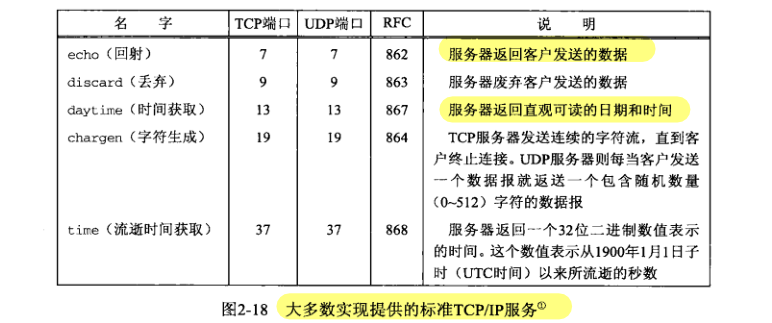 名 字 TCP端口 UDP端口 RFC 说 明
echo（回射） 7 7 862 服务器返回客户发送的数据
discard（丢弃） 9 9 863 服务器废弃客户发送的数据
daytime（时间获取） 13 13 867 服务器返回直观可读的日期和时间
chargen（字符生成） 19 19 864 TCP服务器发送连续的字符流，直到客
户终止连接。UDP服务器则每当客户发送
一个数据报就返送一个包含随机数量
（0~512）字符的数据报
time（流逝时间获取） 37 37 868 服务器返回一个32位二进制数值表示
的时间。这个数值表示从1900年1月1日子
时（UTC时间）以来所流逝的秒数
图2-18 大多数实现提供的标准TCP/IP服务①